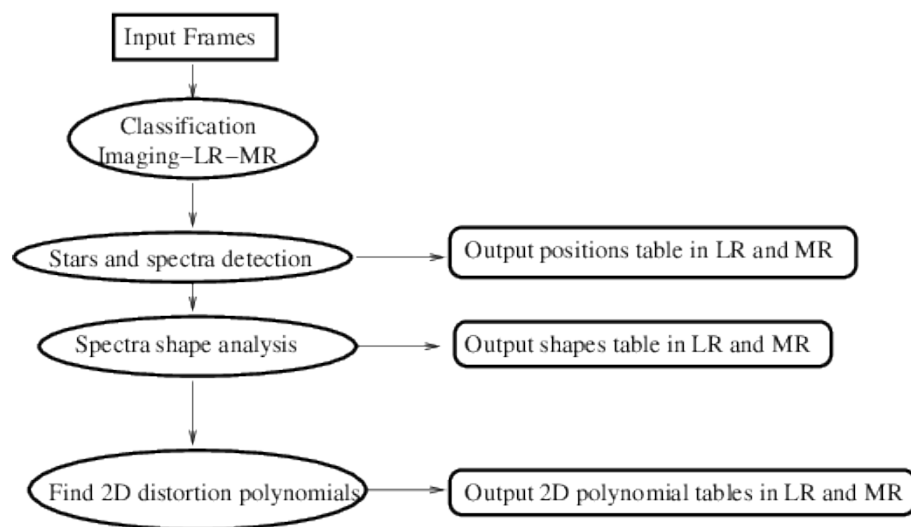 Input Frames
Classification
Imaging–LR–MR
Stars and spectra detection
Output positions table in LR and MR
Spectra shape analysis
Output shapes table in LR and MR
Find 2D distortion polynomials
Output 2D polynomial tables in LR and MR